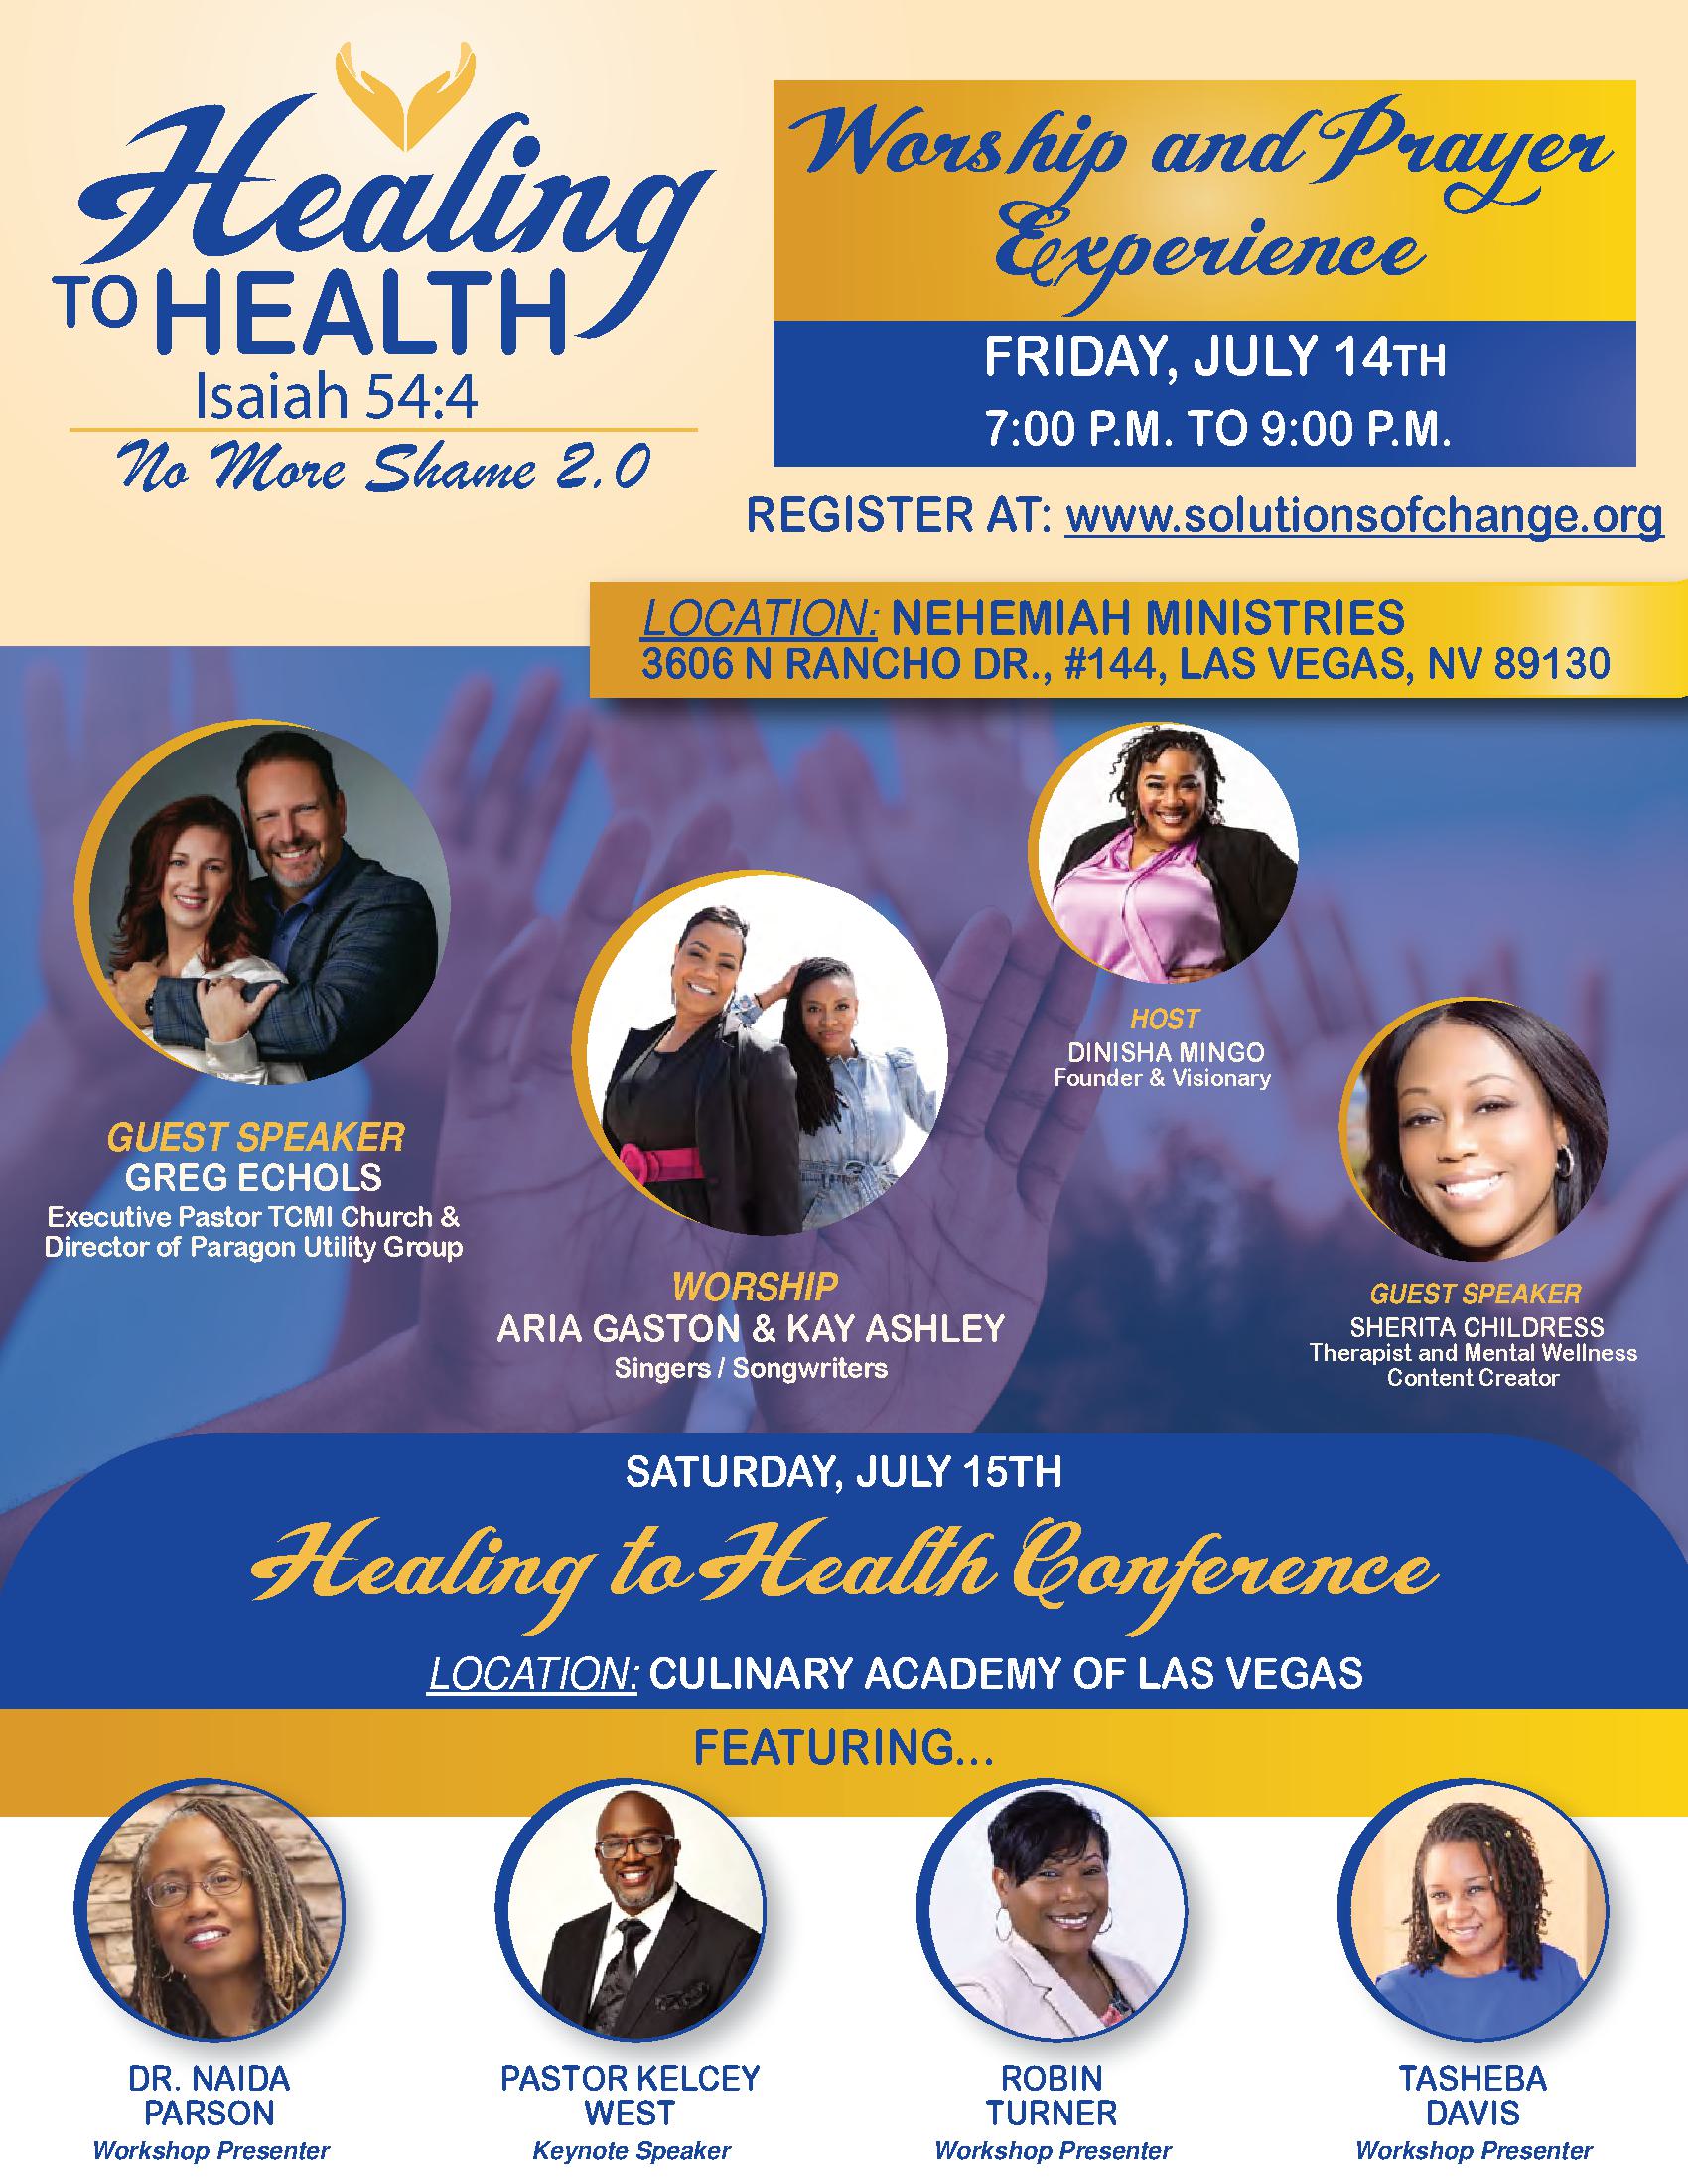 Healing
TO HEALTH
Isaiah 54:4
No More Shame 2.0
Worship and Prayer
Experience
FRIDAY, JULY 14TH
7:00 P.M. TO 9:00 P.M.
REGISTER AT: www.solutionsofchange.org
LOCATION: NEHEMIAH MINISTRIES
3606 N RANCHO DR., #144, LAS VEGAS, NV 89130
GUEST SPEAKER
GREG ECHOLS
Executive Pastor TCMI Church &
Director of Paragon Utility Group
WORSHIP
ARIA GASTON & KAY ASHLEY
Singers / Songwriters
HOST
DINISHA MINGO
Founder & Visionary
GUEST SPEAKER
SHERITA CHILDRESS
Therapist and Mental Wellness
Content Creator
SATURDAY, JULY 15TH
Healing to Health Conference
LOCATION: CULINARY ACADEMY OF LAS VEGAS
FEATURING...
DR. NAIDA
PARSON
Workshop Presenter
PASTOR KELCEY
WEST
Keynote Speaker
ROBIN
TURNER
Workshop Presenter
TASHEBA
DAVIS
Workshop Presenter